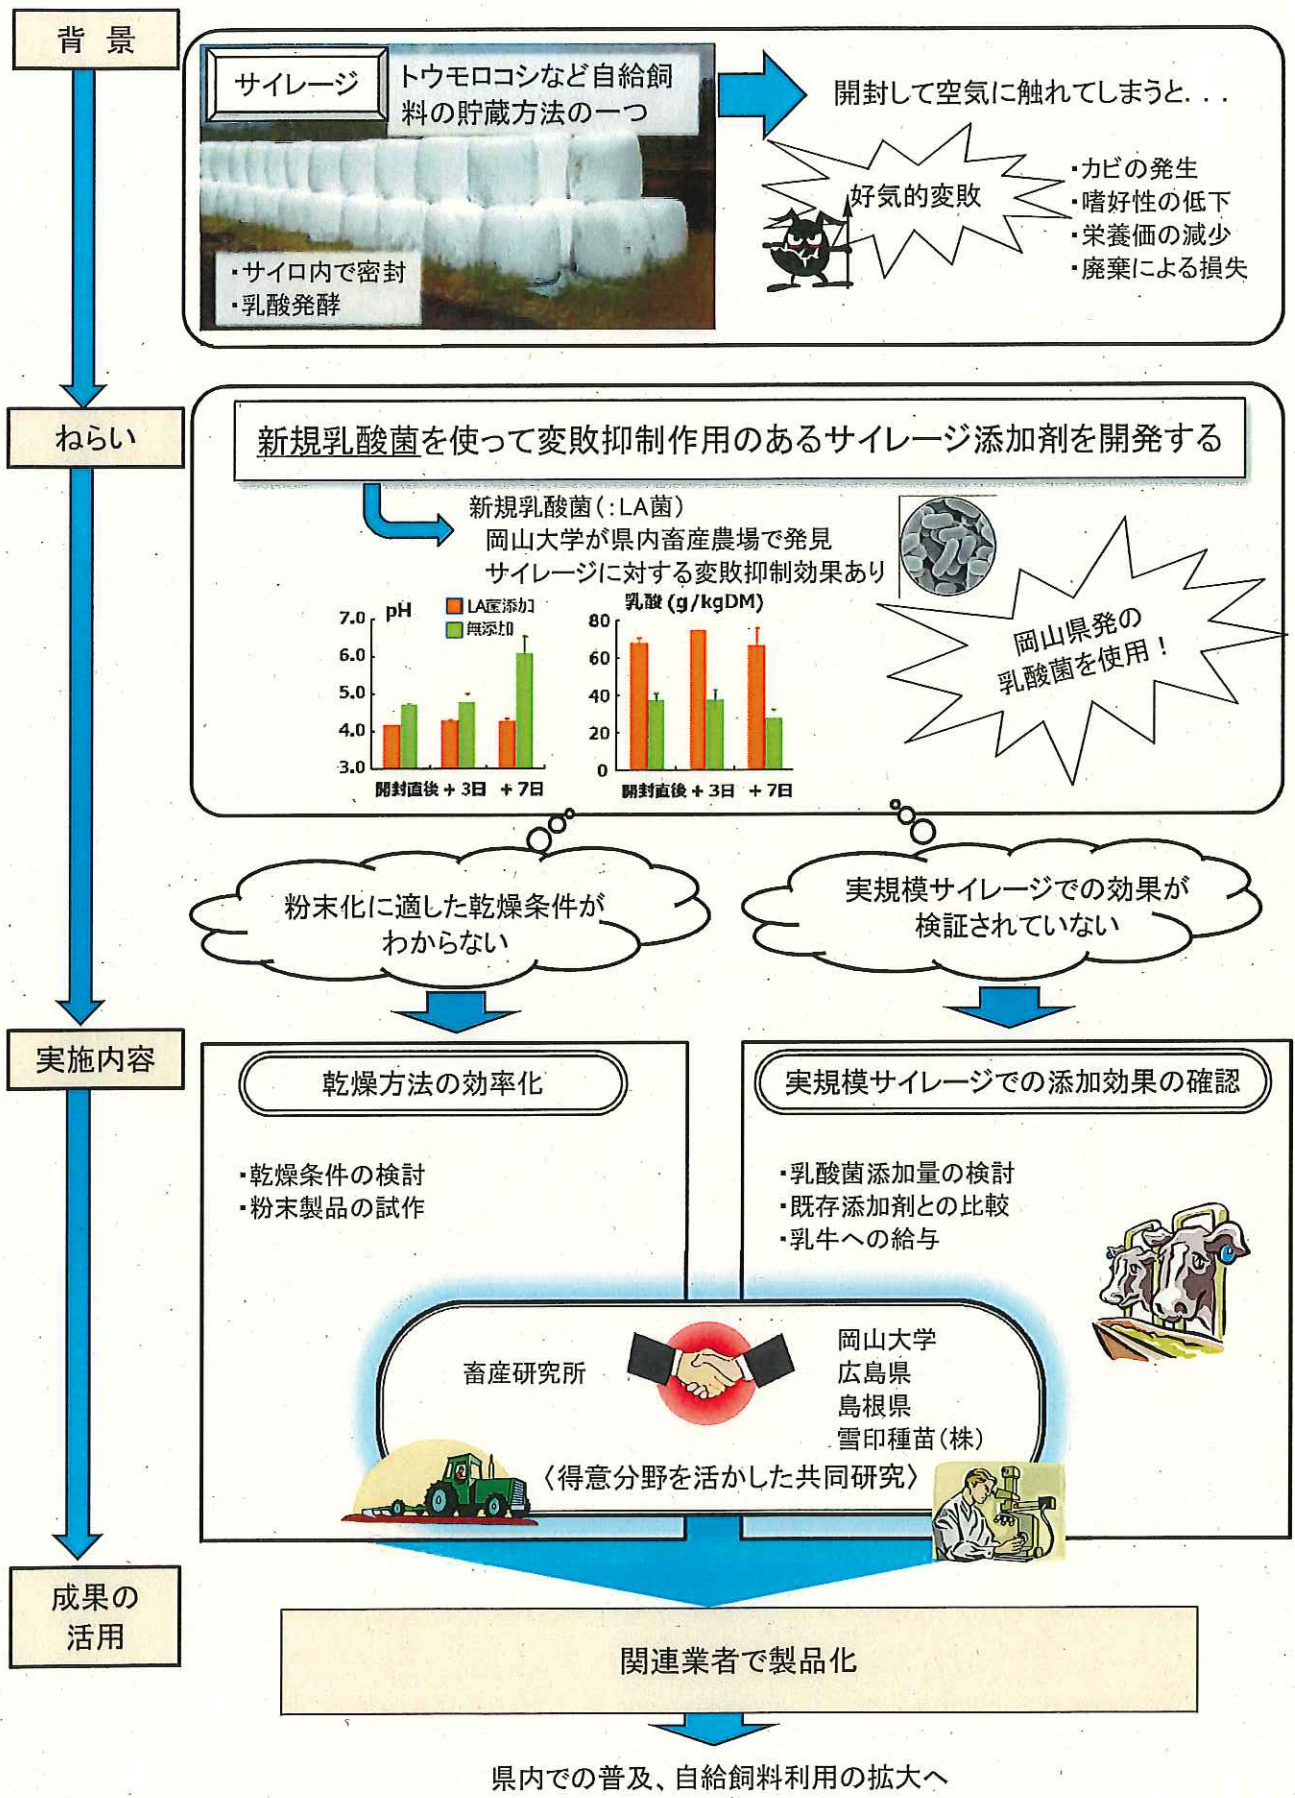 背 景
サイレージ
トウモロコシなど自給飼
料の貯蔵方法の一つ
・サイロ内で密封
・乳酸発酵
開封して空気に触れてしまうと...
好気的変敗
・カビの発生
・嗜好性の低下
・栄養価の減少
・廃棄による損失
ねらい
新規乳酸菌を使って変敗抑制作用のあるサイレージ添加剤を開発する
新規乳酸菌(:LA菌)
岡山大学が県内畜産農場で発見
サイレージに対する変敗抑制効果あり
pH
LA菌添加
無添加
7.0
6.0
5.0
4.0
3.0
開封直後 + 3日 + 7日
乳酸 (g/kgDM)
80
60
40
20
0
開封直後 + 3日 + 7日
岡山県発の
乳酸菌を使用！
粉末化に適した乾燥条件が
わからない
実規模サイレージでの効果が
検証されていない
実施内容
乾燥方法の効率化
・乾燥条件の検討
・粉末製品の試作
実規模サイレージでの添加効果の確認
・乳酸菌添加量の検討
・既存添加剤との比較
・乳牛への給与
畜産研究所
岡山大学
広島県
島根県
雪印種苗(株)
〈得意分野を活かした共同研究〉
成果の
活用
関連業者で製品化
県内での普及、自給飼料利用の拡大へ